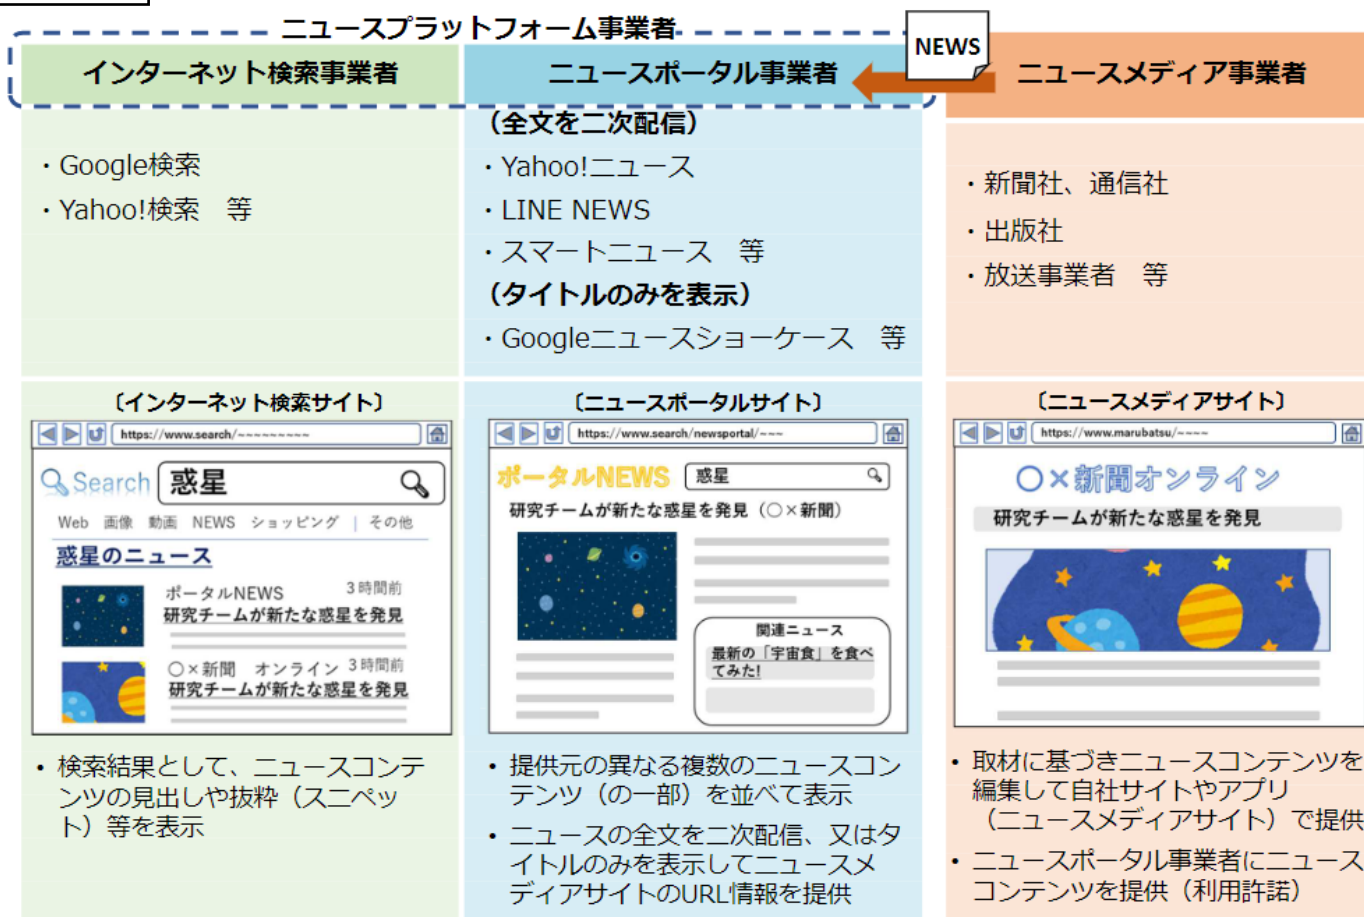 ニュースプラットフォーム事業者
インターネット検索事業者
・Google検索
・Yahoo!検索　等
〔インターネット検索サイト〕
https://www.search/~~~~~~~~~
Search
惑星
Web 画像 動画 NEWS ショッピング | その他
惑星のニュース
ポータルNEWS 3時間前
研究チームが新たな惑星を発見
〇×新聞　オンライン 3時間前
研究チームが新たな惑星を発見
• 検索結果として、ニュースコンテ
ンツの見出しや抜粋（スニペッ
ト）等を表示
ニュースポータル事業者
（全文を二次配信）
・Yahoo!ニュース
・LINE NEWS
・スマートニュース　等
（タイトルのみを表示）
・Googleニュースショーケース　等
〔ニュースポータルサイト〕
https://www.search/newsportal/~~~
ポータルNEWS
惑星
研究チームが新たな惑星を発見（〇×新聞）
関連ニュース
最新の「宇宙食」を食べ
てみた!
• 提供元の異なる複数のニュースコン
テンツ（の一部）を並べて表示
• ニュースの全文を二次配信、又はタ
イトルのみを表示してニュースメ
ディアサイトのURL情報を提供
NEWS
ニュースメディア事業者
・新聞社、通信社
・出版社
・放送事業者　等
〔ニュースメディアサイト〕
https://www.marubatsu/~~~~
〇×新聞オンライン
研究チームが新たな惑星を発見
• 取材に基づきニュースコンテンツを
編集して自社サイトやアプリ
（ニュースメディアサイト）で提供
• ニュースポータル事業者にニュース
コンテンツを提供（利用許諾）